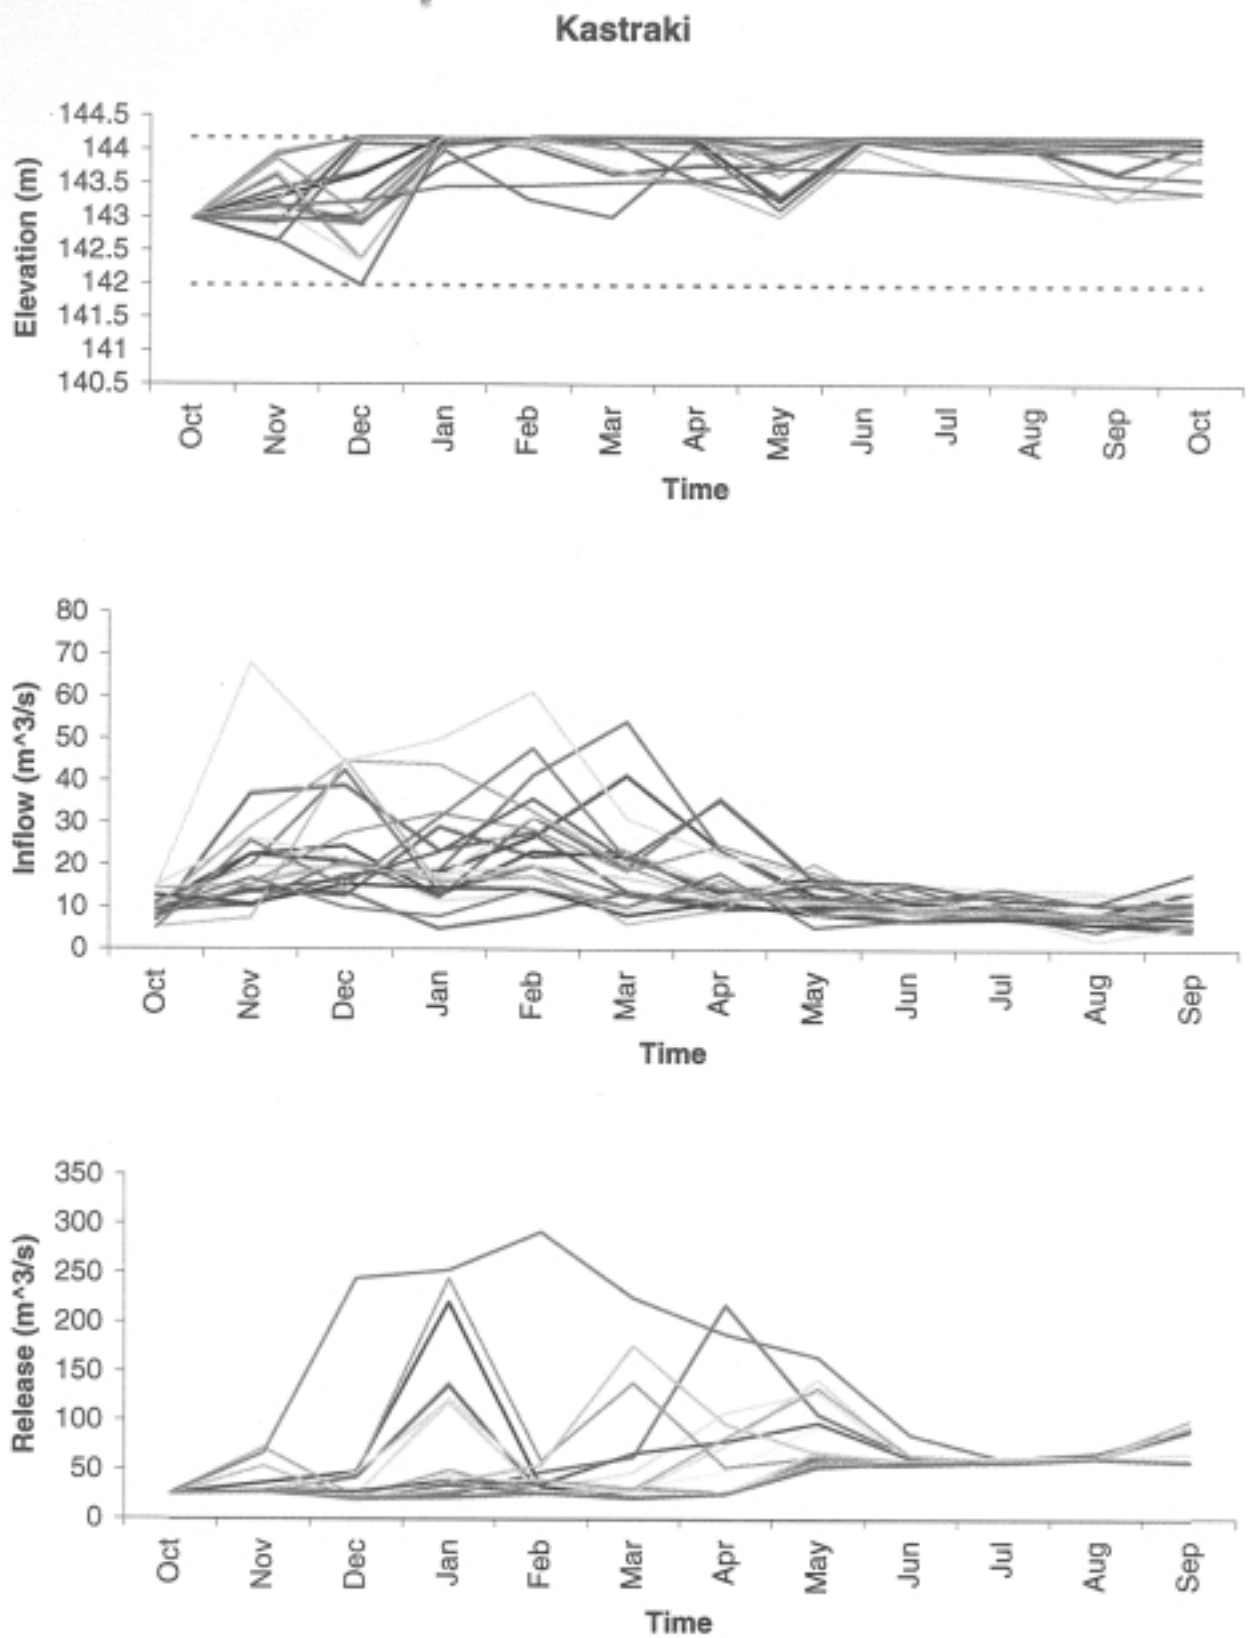 Kastraki
Elevation (m)
144.5
144
143.5
143
142.5
142
141.5
141
140.5
Oct Nov Dec Jan Feb Mar Apr May Jun Jul Aug Sep Oct
Time
Inflow (m^3/s)
80
70
60
50
40
30
20
10
0
Oct Nov Dec Jan Feb Mar Apr May Jun Jul Aug Sep
Time
Release (m^3/s)
350
300
250
200
150
100
50
0
Oct Nov Dec Jan Feb Mar Apr May Jun Jul Aug Sep
Time